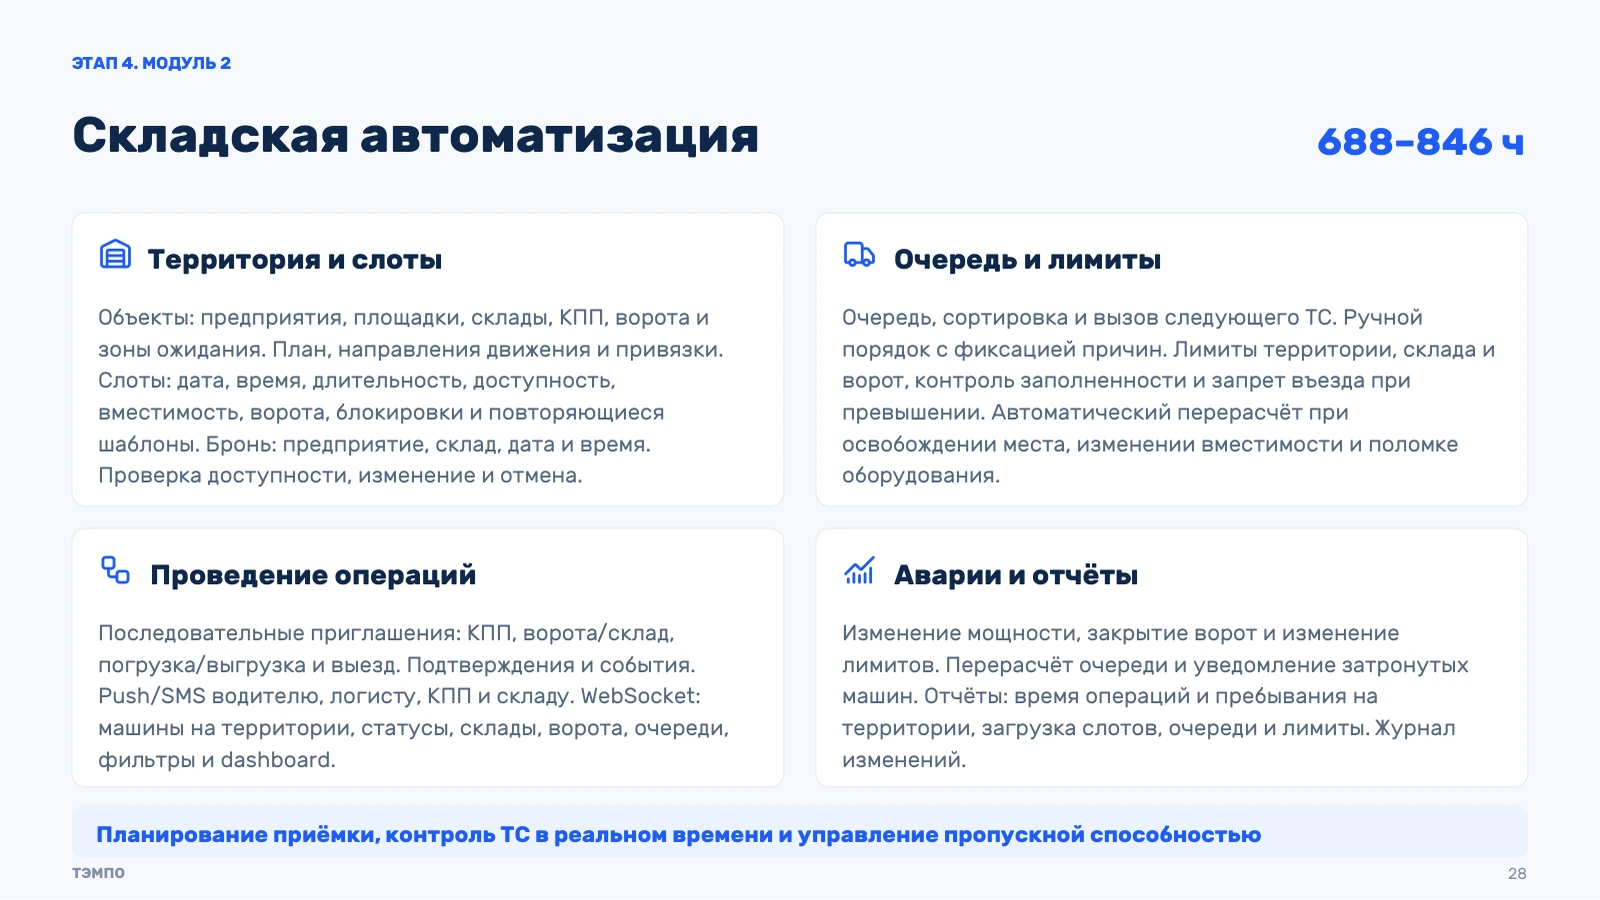 ЭТАП 4. МОДУЛЬ 2
Складская автоматизация
688–846 ч
Территория и слоты
Объекты: предприятия, площадки, склады, КПП, ворота и
зоны ожидания. План, направления движения и привязки.
Слоты: дата, время, длительность, доступность,
вместимость, ворота, блокировки и повторяющиеся
шаблоны. Бронь: предприятие, склад, дата и время.
Проверка доступности, изменение и отмена.
Очередь и лимиты
Очередь, сортировка и вызов следующего ТС. Ручной
порядок с фиксацией причин. Лимиты территории, склада и
ворот, контроль заполненности и запрет въезда при
превышении. Автоматический перерасчёт при
освобождении места, изменении вместимости и поломке
оборудования.
Проведение операций
Последовательные приглашения: КПП, ворота/склад,
погрузка/выгрузка и выезд. Подтверждения и события.
Push/SMS водителю, логисту, КПП и складу. WebSocket:
машины на территории, статусы, склады, ворота, очереди,
фильтры и dashboard.
Аварии и отчёты
Изменение мощности, закрытие ворот и изменение
лимитов. Перерасчёт очереди и уведомление затронутых
машин. Отчёты: время операций и пребывания на
территории, загрузка слотов, очереди и лимиты. Журнал
изменений.
Планирование приёмки, контроль ТС в реальном времени и управление пропускной способностью
ТЭМПО
28